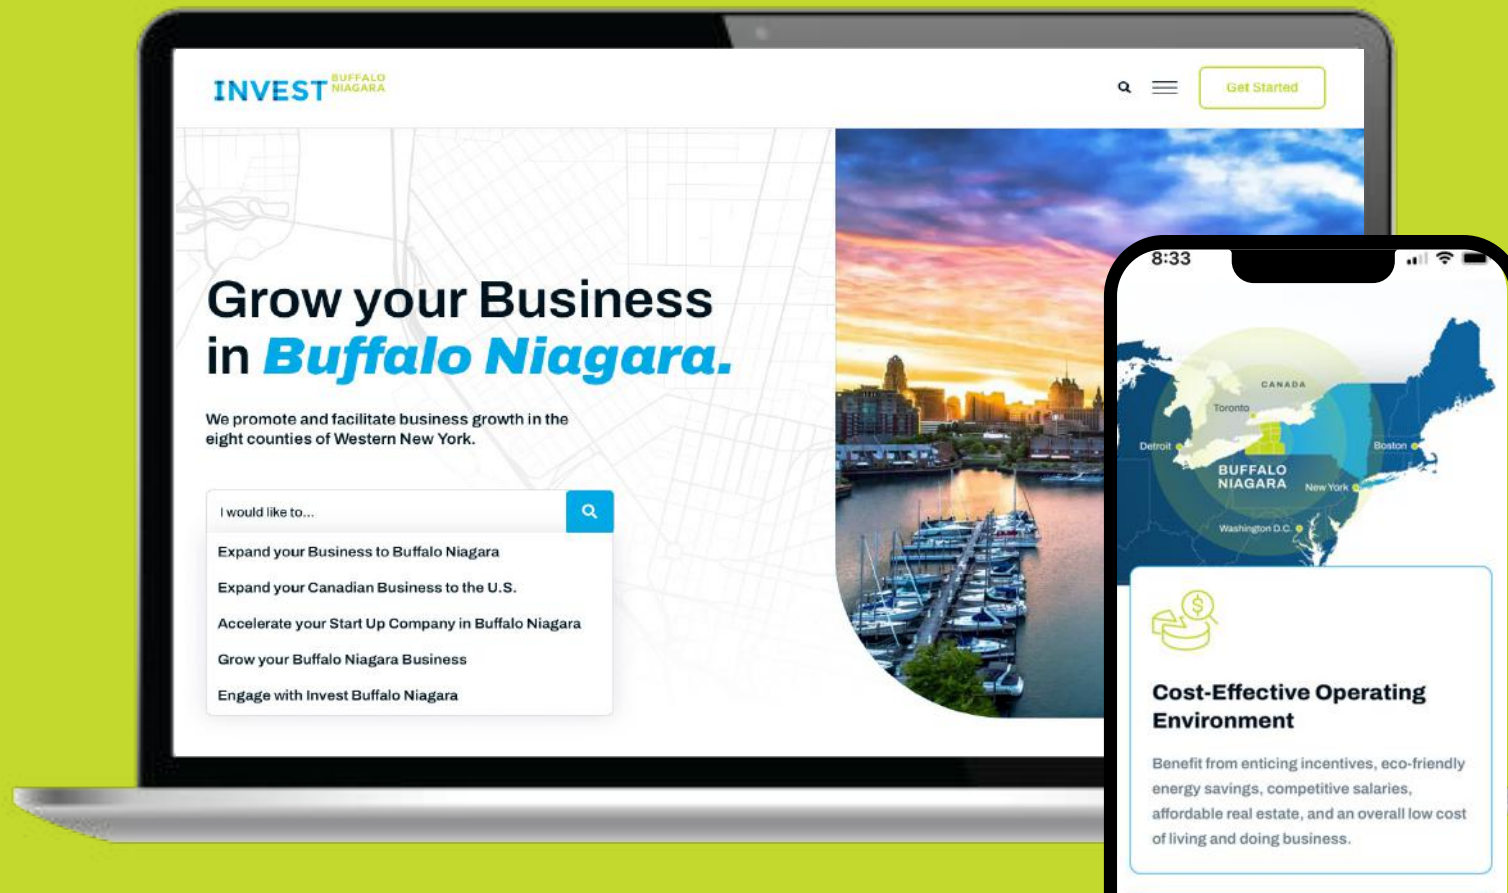 INVEST BUFFALO
NIAGARA
Get Started
Grow your Business
in Buffalo Niagara.
We promote and facilitate business growth in the
eight counties of Western New York.
I would like to...
Expand your Business to Buffalo Niagara
Expand your Canadian Business to the U.S.
Accelerate your Start Up Company in Buffalo Niagara
Grow your Buffalo Niagara Business
Engage with Invest Buffalo Niagara
8:33
CANADA
Toronto
Detroit
Boston
BUFFALO
NIAGARA
New York
Washington D.C.
Cost-Effective Operating
Environment
Benefit from enticing incentives, eco-friendly
energy savings, competitive salaries,
affordable real estate, and an overall low cost
of living and doing business.